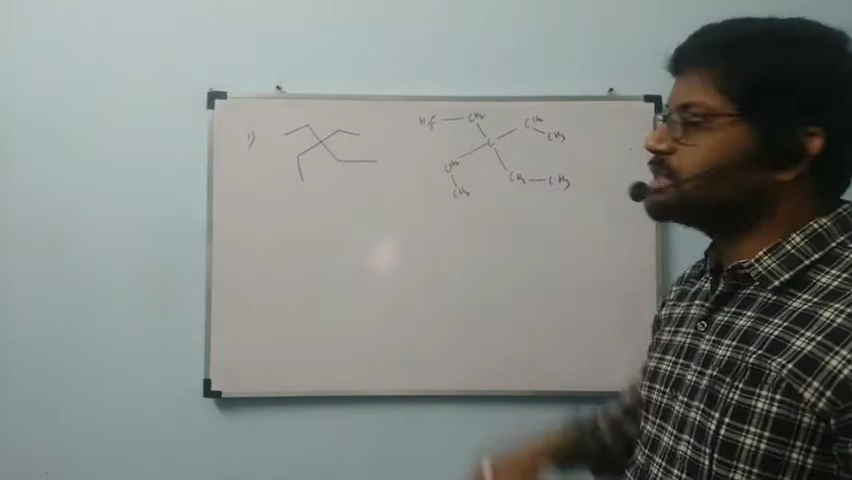 1)
H₃C — CH₂ CH₂
CH₃
C
CH₂
CH₂ — CH₃
CH₃